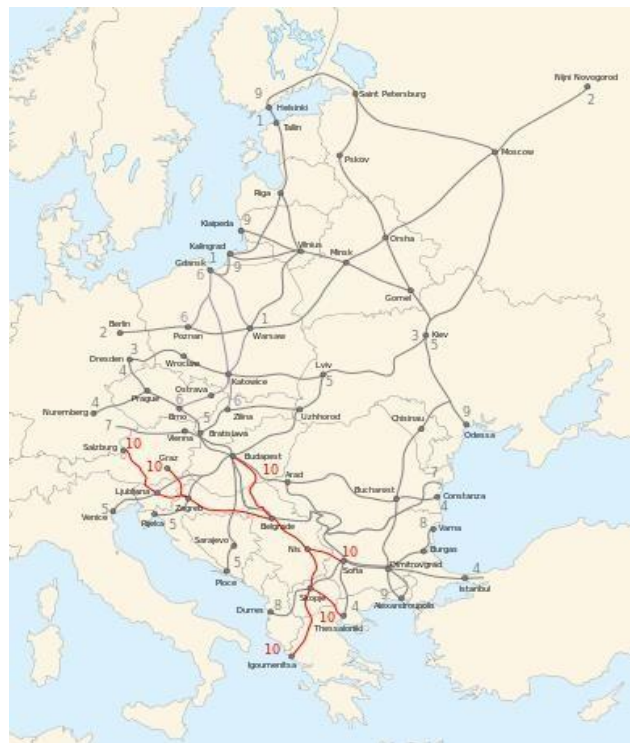 Nijni Novogorod
2
9
Saint Petersburg
Helsinki
1
Tallin
Moscow
Pskov
Riga
Klaipeda
9
Orsha
Kalingrad
Vilnius
Minsk
1
Gdansk
9
6
Gomel
Berlin
6
1
2
Poznan
Warsaw
3
Kiev
5
3
Dresden
Wroclaw
Lviv
4
Katowice
5
Ostrava
Prague
4
6
6
9
Nuremberg
Brno
Zilina
Uzhhorod
Chisinau
5
7
Vienna
Bratislava
Odessa
10
Salzburg
Graz
Budapest
10
10
Arad
7
Ljubljana
Bucharest
Constanza
4
Zagreb
5
Venice
Rijeka
5
Belgrade
8
Varna
Sarajevo
Nis
10
Burgas
5
Sofia
Dimitrovgrad
4
Ploce
Istanbul
Skopje
9
8
4
Alexandroupolis
Durres
10
Thessaloniki
10
Igoumenitsa